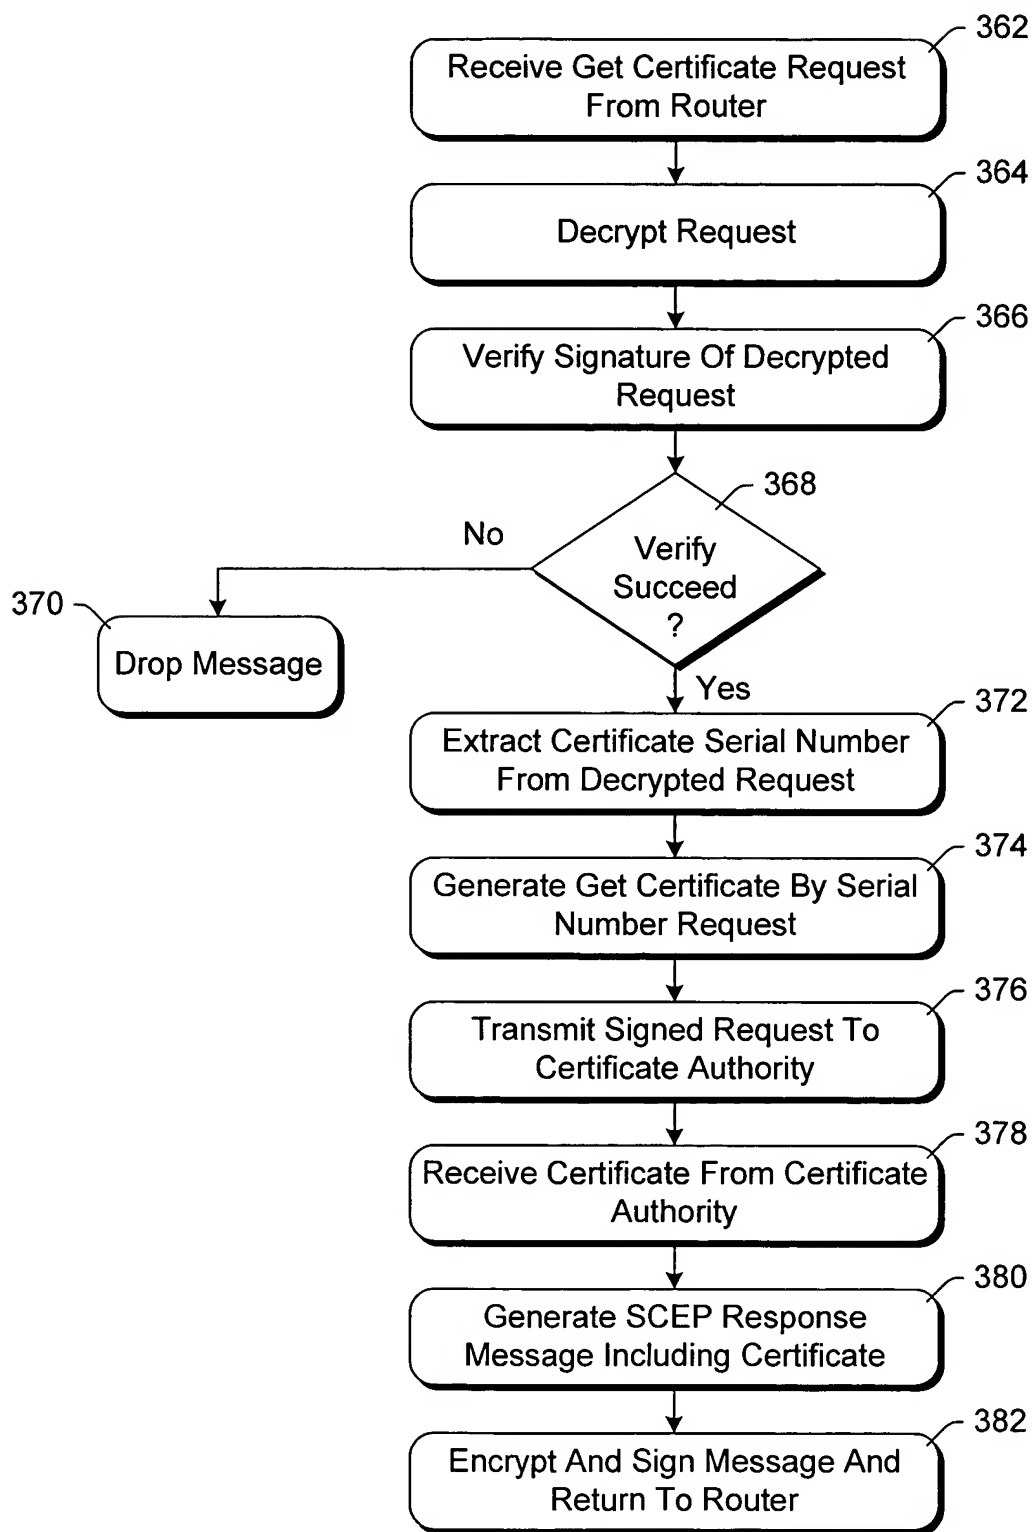 362
Receive Get Certificate Request
From Router
364
Decrypt Request
366
Verify Signature Of Decrypted
Request
368
Verify
Succeed
?
No
370
Drop Message
Yes
372
Extract Certificate Serial Number
From Decrypted Request
374
Generate Get Certificate By Serial
Number Request
376
Transmit Signed Request To
Certificate Authority
378
Receive Certificate From Certificate
Authority
380
Generate SCEP Response
Message Including Certificate
382
Encrypt And Sign Message And
Return To Router